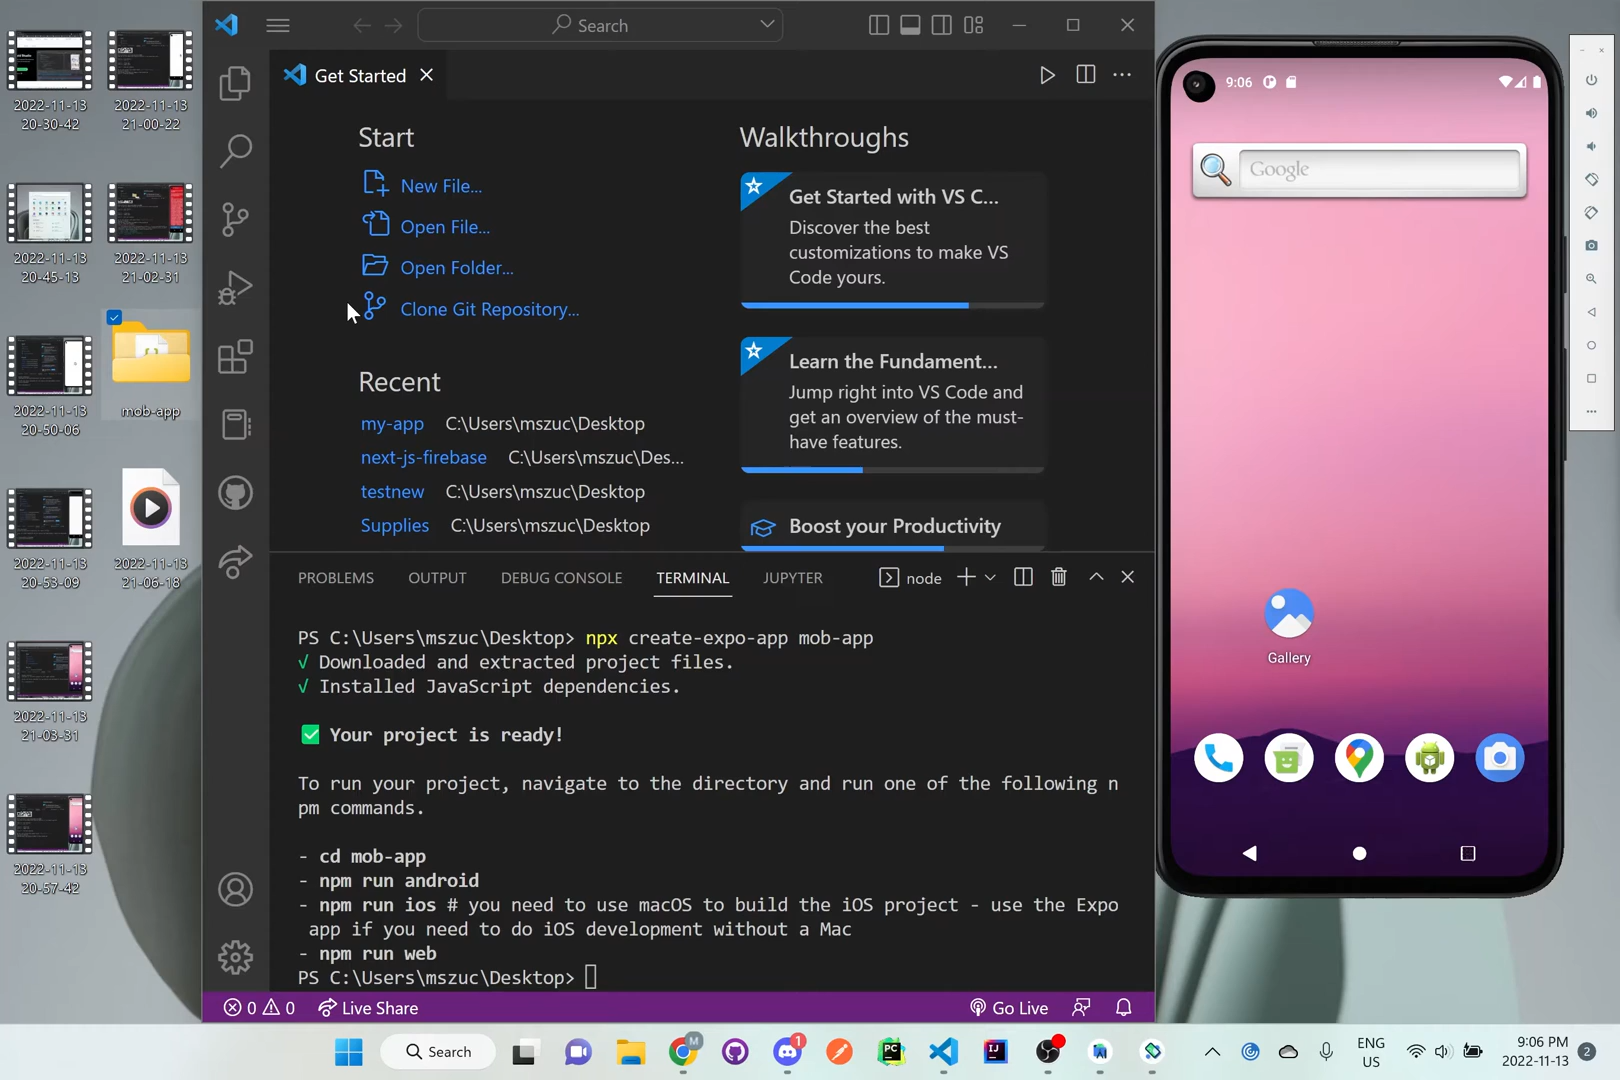 2022-11-13
20-30-42
2022-11-13
21-00-22
2022-11-13
20-45-13
2022-11-13
21-02-31
2022-11-13
20-50-06
mob-app
2022-11-13
20-53-09
2022-11-13
21-06-18
2022-11-13
21-03-31
2022-11-13
20-57-42
Search
Get Started
Start
New File...
Open File...
Open Folder...
Clone Git Repository...
Recent
my-app C:\Users\mszuc\Desktop
next-js-firebase C:\Users\mszuc\Des...
testnew C:\Users\mszuc\Desktop
Supplies C:\Users\mszuc\Desktop
Walkthroughs
Get Started with VS C...
Discover the best
customizations to make VS
Code yours.
Learn the Fundament...
Jump right into VS Code and
get an overview of the must-
have features.
Boost your Productivity
PROBLEMS OUTPUT DEBUG CONSOLE TERMINAL JUPYTER node
PS C:\Users\mszuc\Desktop> npx create-expo-app mob-app
√ Downloaded and extracted project files.
√ Installed JavaScript dependencies.
✅ Your project is ready!
To run your project, navigate to the directory and run one of the following n
pm commands.
- cd mob-app
- npm run android
- npm run ios # you need to use macOS to build the iOS project - use the Expo
app if you need to do iOS development without a Mac
- npm run web
PS C:\Users\mszuc\Desktop>
0 0 Live Share Go Live
9:06
Google
Gallery
Search
M
1
PC
IJ
ENG
US
9:06 PM
2022-11-13
2